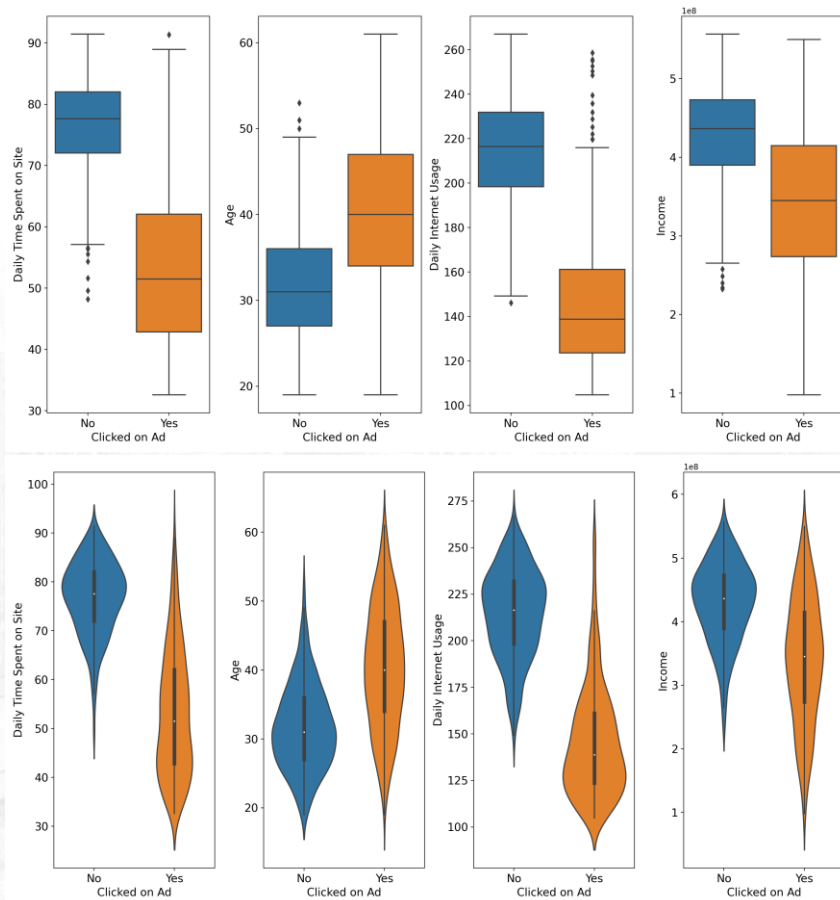 Daily Time Spent on Site
90
80
70
60
50
40
30
No
Yes
Clicked on Ad
Age
60
50
40
30
20
No
Yes
Clicked on Ad
Daily Internet Usage
260
240
220
200
180
160
140
120
100
No
Yes
Clicked on Ad
1e8
Income
5
4
3
2
1
No
Yes
Clicked on Ad
Daily Time Spent on Site
100
90
80
70
60
50
40
30
No
Yes
Clicked on Ad
Age
60
50
40
30
20
No
Yes
Clicked on Ad
Daily Internet Usage
275
250
225
200
175
150
125
100
No
Yes
Clicked on Ad
1e8
Income
6
5
4
3
2
1
No
Yes
Clicked on Ad